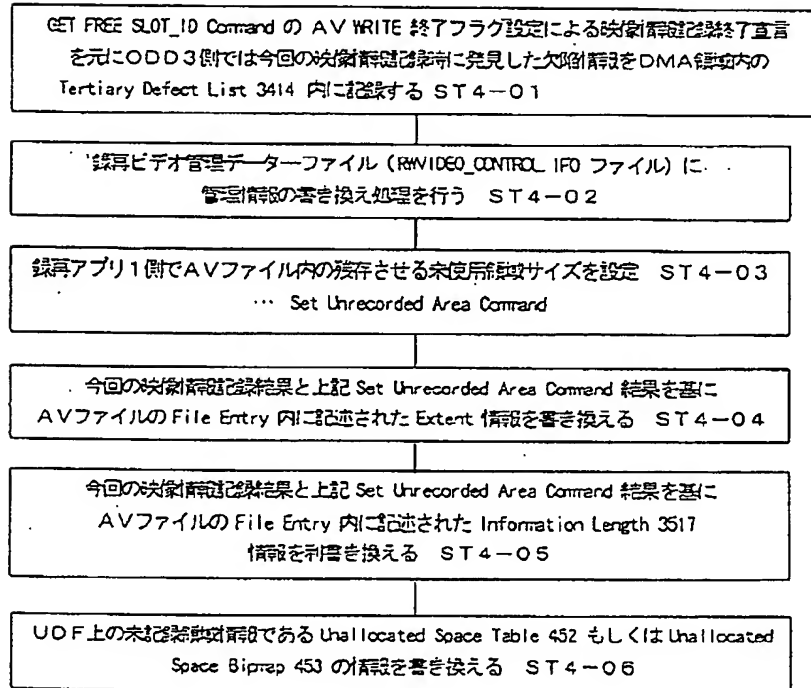 GET FREE SLOT_ID Command の AV WRITE 終了フラグ設定による映像情報記録終了宣言
を元にODD3側では今回の映像情報記録時に発見した欠陥情報をDMA領域内の
Tertiary Defect List 3414 内に記録する ST4-01
録再ビデオ管理データーファイル（RWVIDEO_CONTROL IFO ファイル）に
管理情報の書き換え処理を行う ST4-02
録再アプリ1側でAVファイル内の残存させる未使用領域サイズを設定 ST4-03
… Set Unrecorded Area Command
今回の映像情報記録結果と上記 Set Unrecorded Area Command 結果を基に
AVファイルの File Entry 内に記述された Extent 情報を書き換える ST4-04
今回の映像情報記録結果と上記 Set Unrecorded Area Command 結果を基に
AVファイルの File Entry 内に記述された Information Length 3517
情報を利書き換える ST4-05
UDF上の未記録領域情報である Unallocated Space Table 452 もしくは Unallocated
Space Bipmap 453 の情報を書き換える ST4-06